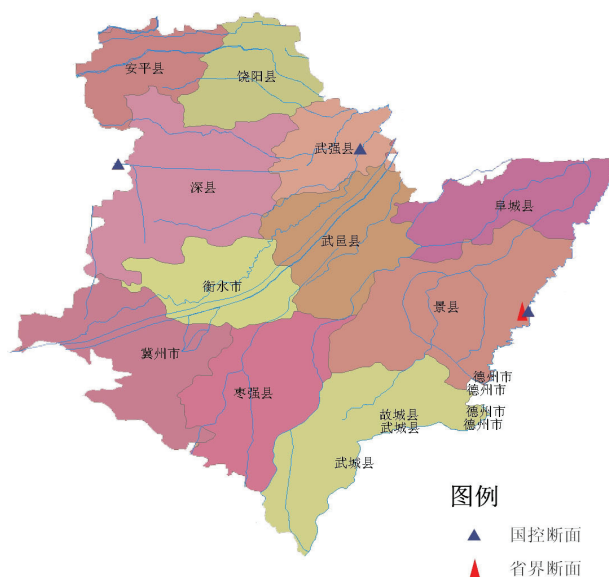 安平县
饶阳县
武强县
深县
阜城县
武邑县
衡水市
景县
冀州市
德州市
德州市
枣强县
故城县
德州市
武城县
德州市
武城县
图例
国控断面
省界断面